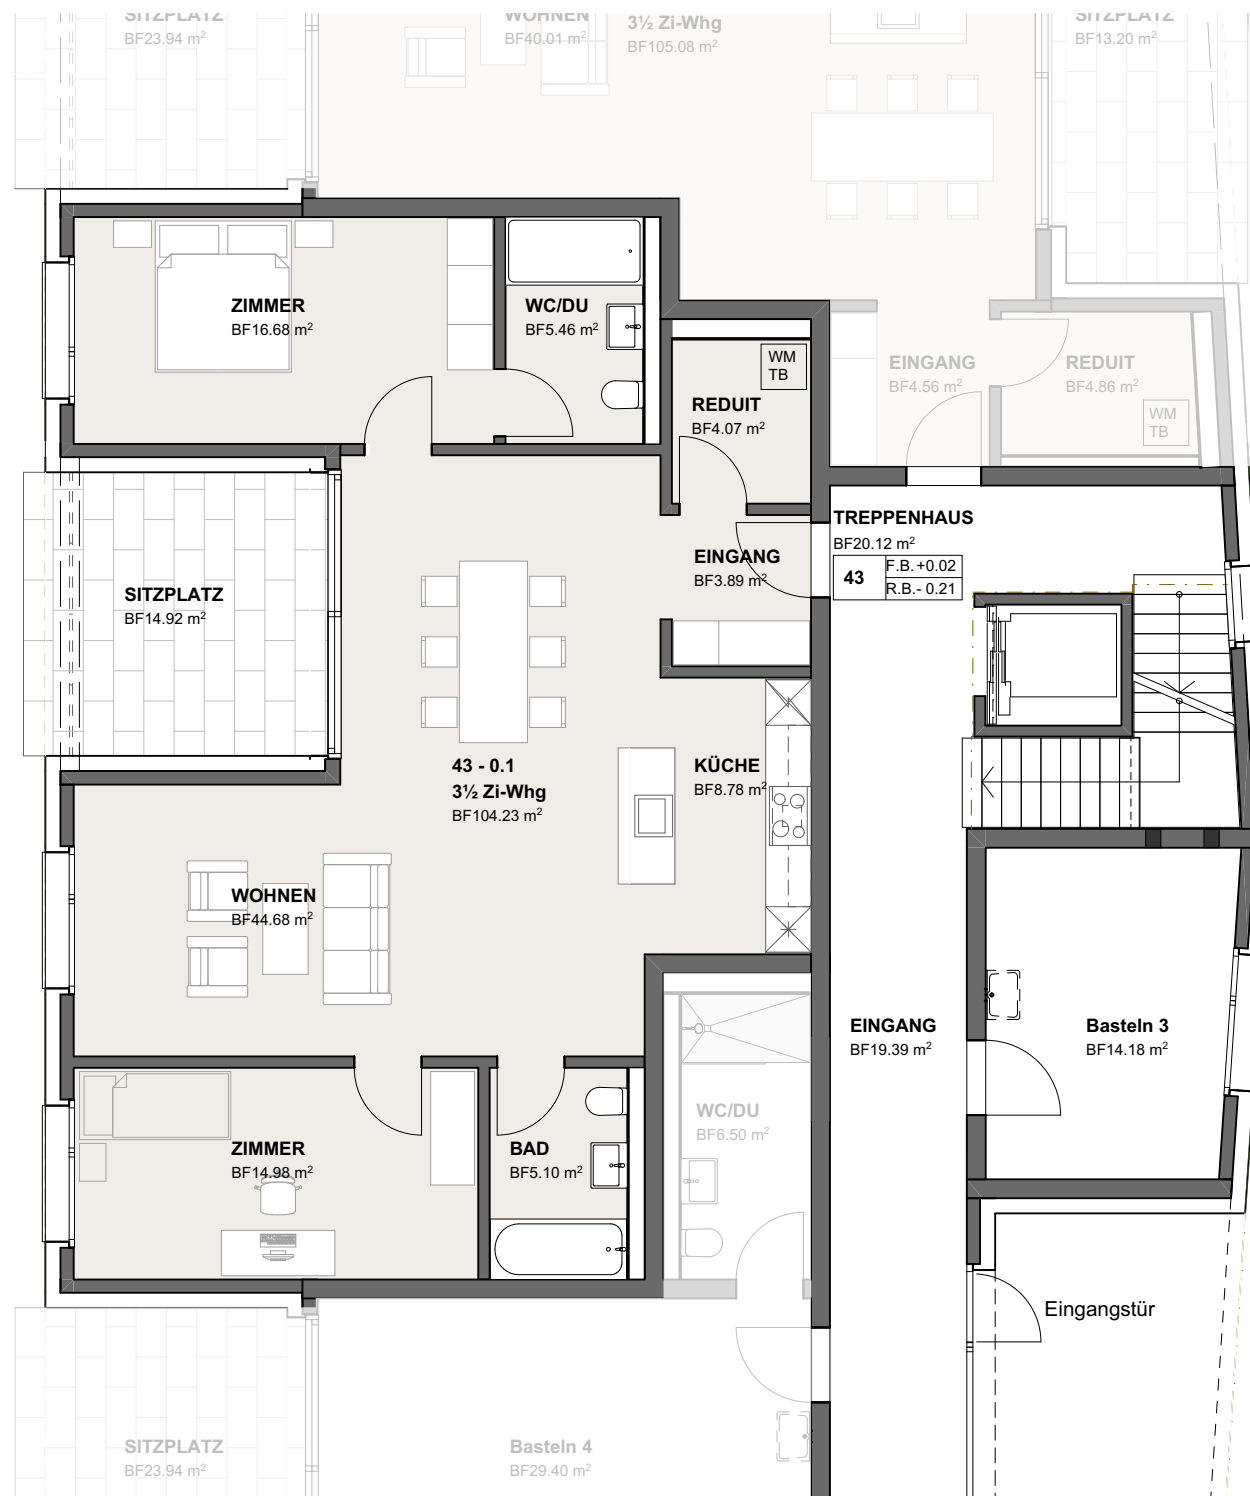 SITZPLATZ
BF23.94 m²
WOHNEN
BF40.01 m²
3½ Zi-Whg
BF105.08 m²
SITZPLATZ
BF13.20 m²
ZIMMER
BF16.68 m²
WC/DU
BF5.46 m²
WM
TB
REDUIT
BF4.07 m²
EINGANG
BF4.56 m²
REDUIT
BF4.86 m²
WM
TB
TREPPENHAUS
BF20.12 m²
43
F.B. +0.02
R.B.- 0.21
EINGANG
BF3.89 m²
SITZPLATZ
BF14.92 m²
43 - 0.1
3½ Zi-Whg
BF104.23 m²
KÜCHE
BF8.78 m²
WOHNEN
BF44.68 m²
EINGANG
BF19.39 m²
Basteln 3
BF14.18 m²
WC/DU
BF6.50 m²
ZIMMER
BF14.98 m²
BAD
BF5.10 m²
Eingangstür
SITZPLATZ
BF23.94 m²
Basteln 4
BF29.40 m²